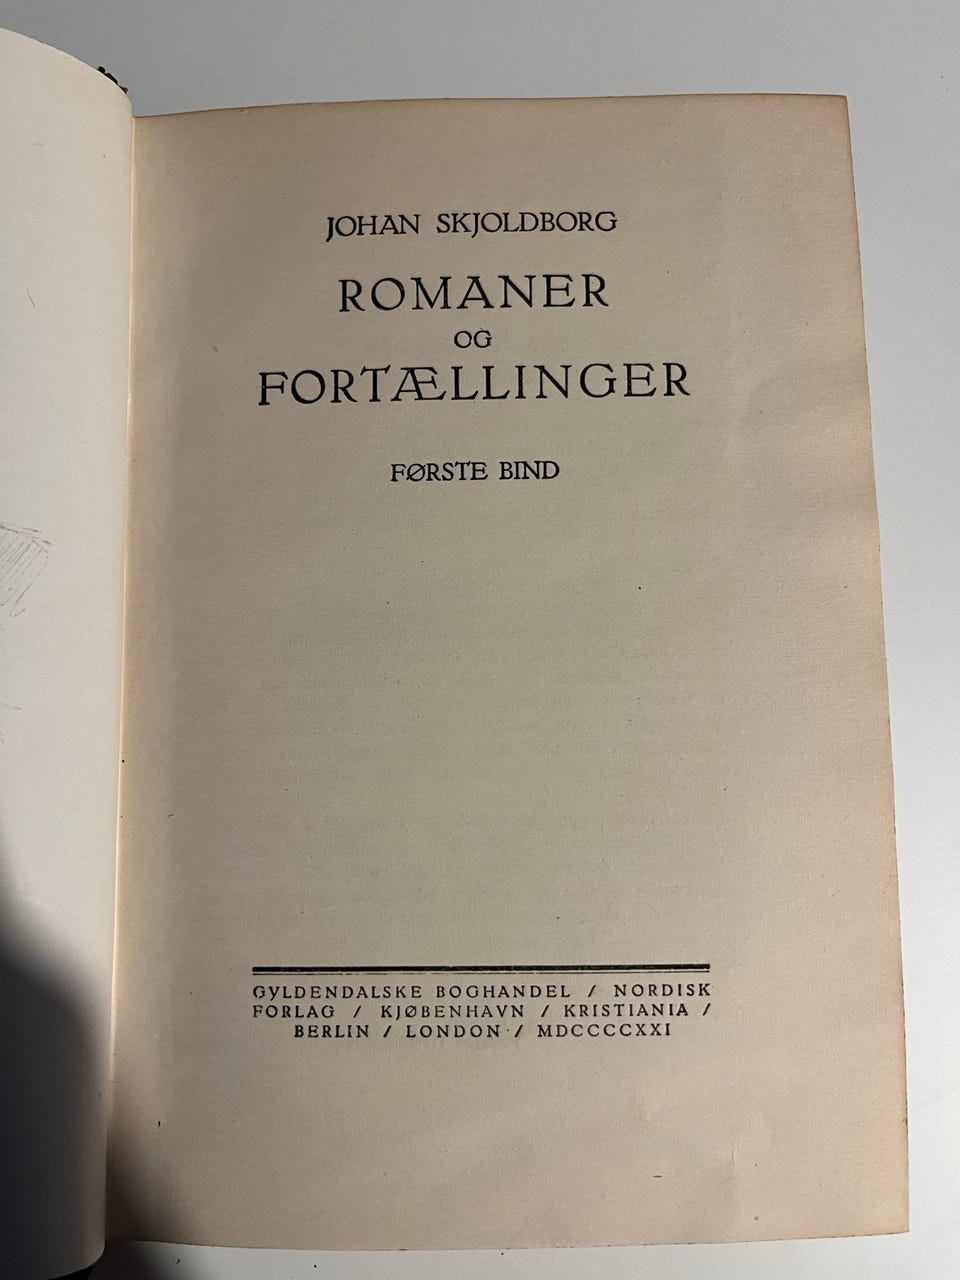 JOHAN SKJOLDBORG
ROMANER
OG
FORTÆLLINGER
FØRSTE BIND
GYLDENDALSKE BOGHANDEL / NORDISK
FORLAG / KJØBENHAVN / KRISTIANIA /
BERLIN / LONDON / MDCCCCXXI